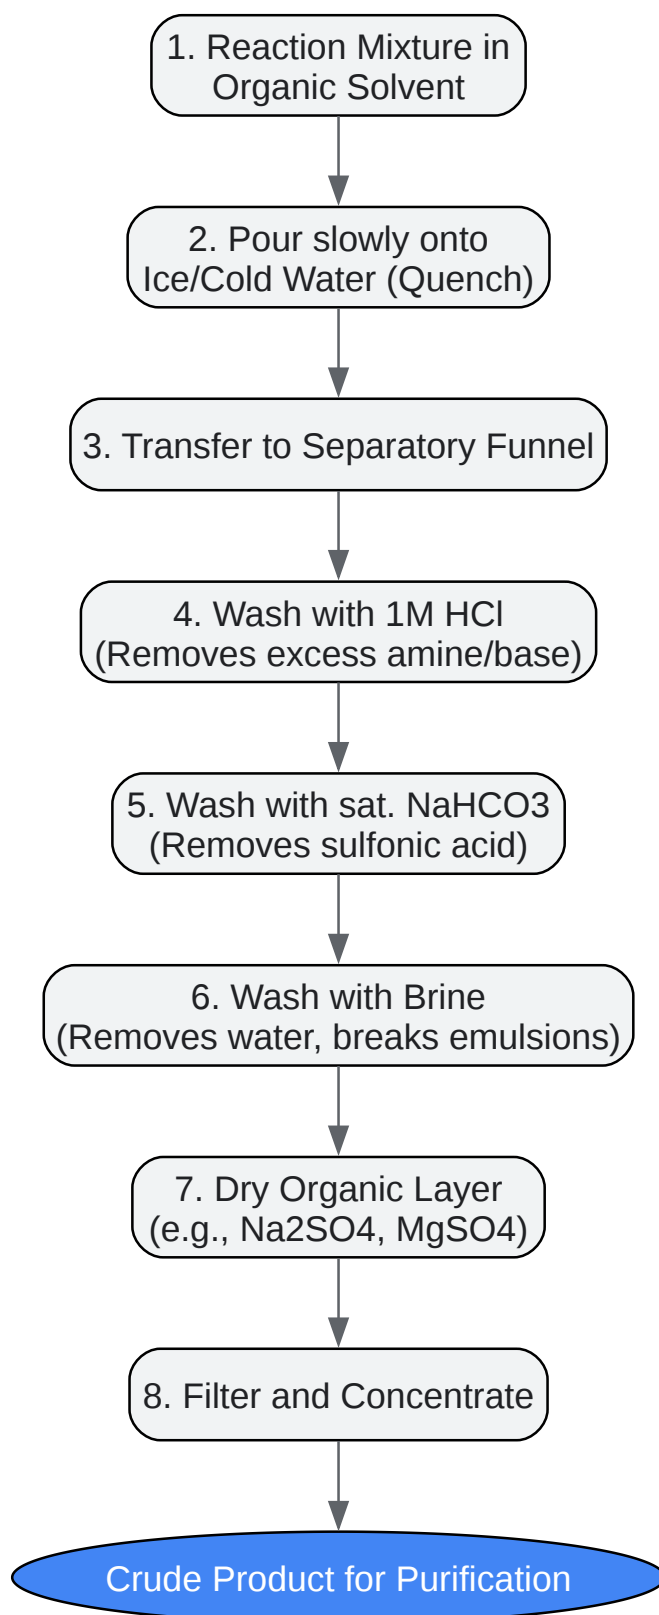 1. Reaction Mixture in
Organic Solvent
2. Pour slowly onto
Ice/Cold Water (Quench)
3. Transfer to Separatory Funnel
4. Wash with 1M HCl
(Removes excess amine/base)
5. Wash with sat. NaHCO3
(Removes sulfonic acid)
6. Wash with Brine
(Removes water, breaks emulsions)
7. Dry Organic Layer
(e.g., Na2SO4, MgSO4)
8. Filter and Concentrate
Crude Product for Purification